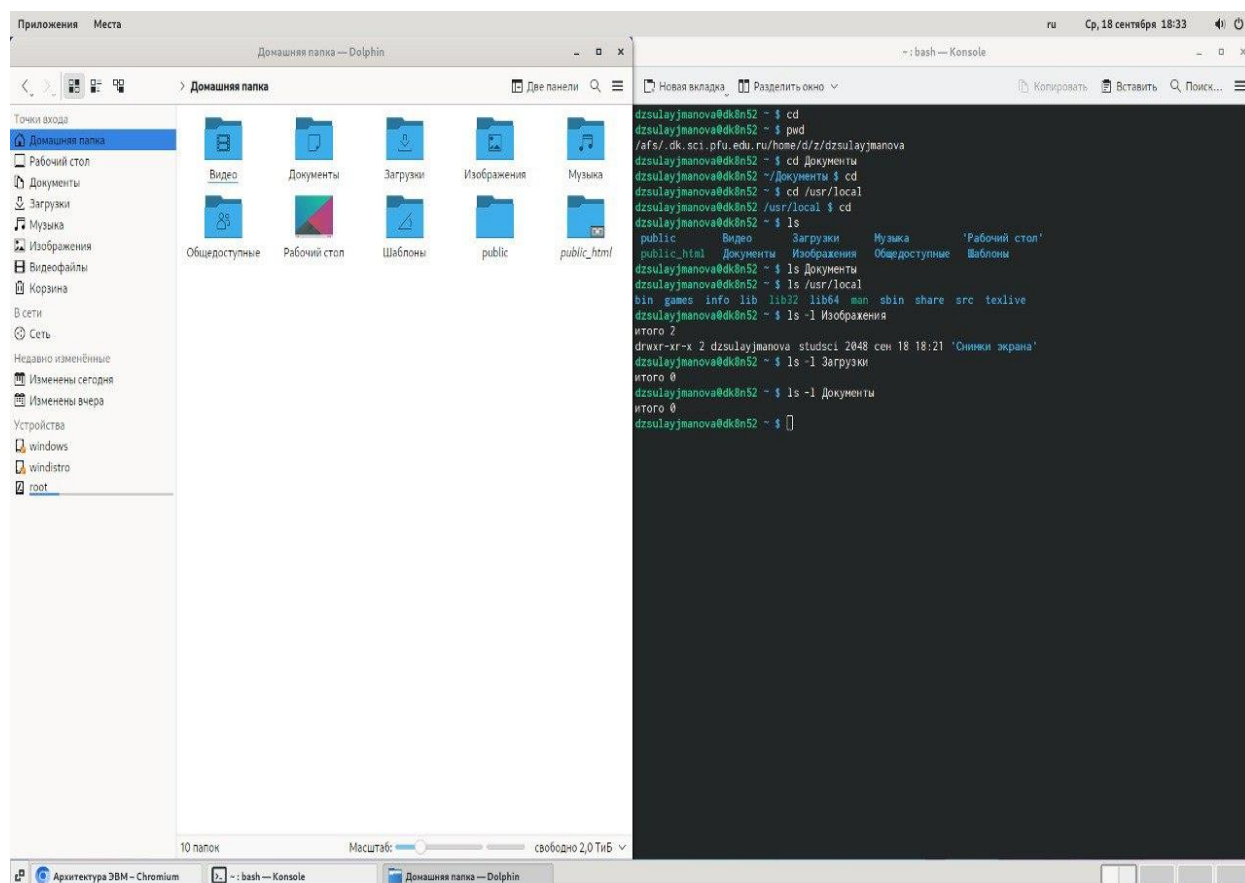 Приложения Места ru Ср, 18 сентября 18:33
Домашняя папка — Dolphin
Домашняя папка Две панели
Точки входа
Домашняя папка
Рабочий стол
Документы
Загрузки
Музыка
Изображения
Видеофайлы
Корзина
В сети
Сеть
Недавно изменённые
Изменены сегодня
Изменены вчера
Устройства
windows
windistro
root
Видео Документы Загрузки Изображения Музыка
Общедоступные Рабочий стол Шаблоны public public_html
10 папок Масштаб: свободно 2,0 ТиБ
~ : bash — Konsole
Новая вкладка Разделить окно Копировать Вставить Поиск...
dzsulayjmanova@dk8n52 ~ $ cd
dzsulayjmanova@dk8n52 ~ $ pwd
/afs/.dk.sci.pfu.edu.ru/home/d/z/dzsulayjmanova
dzsulayjmanova@dk8n52 ~ $ cd Документы
dzsulayjmanova@dk8n52 ~/Документы $ cd
dzsulayjmanova@dk8n52 ~ $ cd /usr/local
dzsulayjmanova@dk8n52 /usr/local $ cd
dzsulayjmanova@dk8n52 ~ $ ls
public Видео Загрузки Музыка 'Рабочий стол'
public_html Документы Изображения Общедоступные Шаблоны
dzsulayjmanova@dk8n52 ~ $ ls Документы
dzsulayjmanova@dk8n52 ~ $ ls /usr/local
bin games info lib lib32 lib64 man sbin share src texlive
dzsulayjmanova@dk8n52 ~ $ ls -l Изображения
итого 2
drwxr-xr-x 2 dzsulayjmanova studsci 2048 сен 18 18:21 'Снимки экрана'
dzsulayjmanova@dk8n52 ~ $ ls -l Загрузки
итого 0
dzsulayjmanova@dk8n52 ~ $ ls -l Документы
итого 0
dzsulayjmanova@dk8n52 ~ $
Архитектура ЭВМ – Chromium ~ : bash — Konsole Домашняя папка — Dolphin